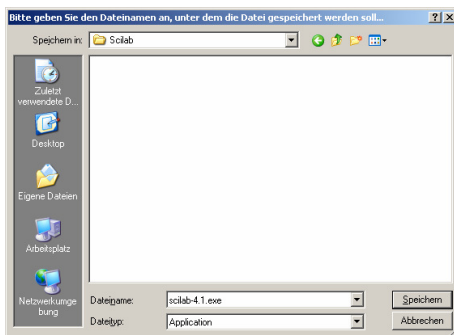 Bitte geben Sie den Dateinamen an, unter dem die Datei gespeichert werden soll...
Speichern in:
Scilab
Zuletzt
verwendete D...
Desktop
Eigene Dateien
Arbeitsplatz
Netzwerkumge
bung
Dateiname:
scilab-4.1.exe
Speichern
Dateityp:
Application
Abbrechen